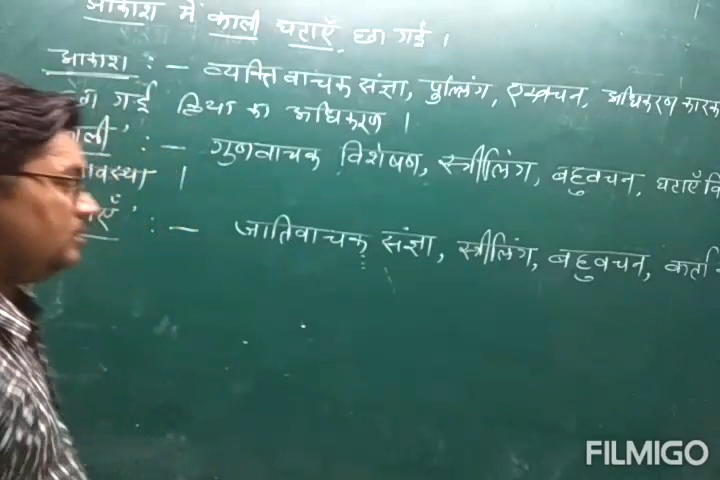 आकाश में काली घटाएँ छा गई ।
आकाश : – व्यक्तिवाचक संज्ञा, पुल्लिंग, एकवचन, अधिकरण कारक
गई क्रिया का अधिकरण ।
: – गुणवाचक विशेषण, स्त्रीलिंग, बहुवचन, घटाएँ
।
: – जातिवाचक संज्ञा, स्त्रीलिंग, बहुवचन, कर्ता
FILMIGO